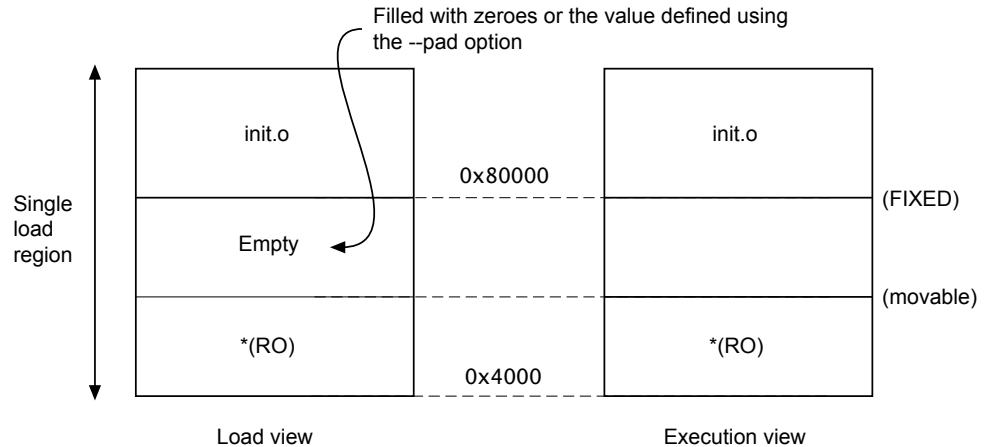 Filled with zeroes or the value defined using
the --pad option
init.o
init.o
0x80000
(FIXED)
Single
load
region
Empty
(movable)
*(RO)
*(RO)
0x4000
Load view
Execution view